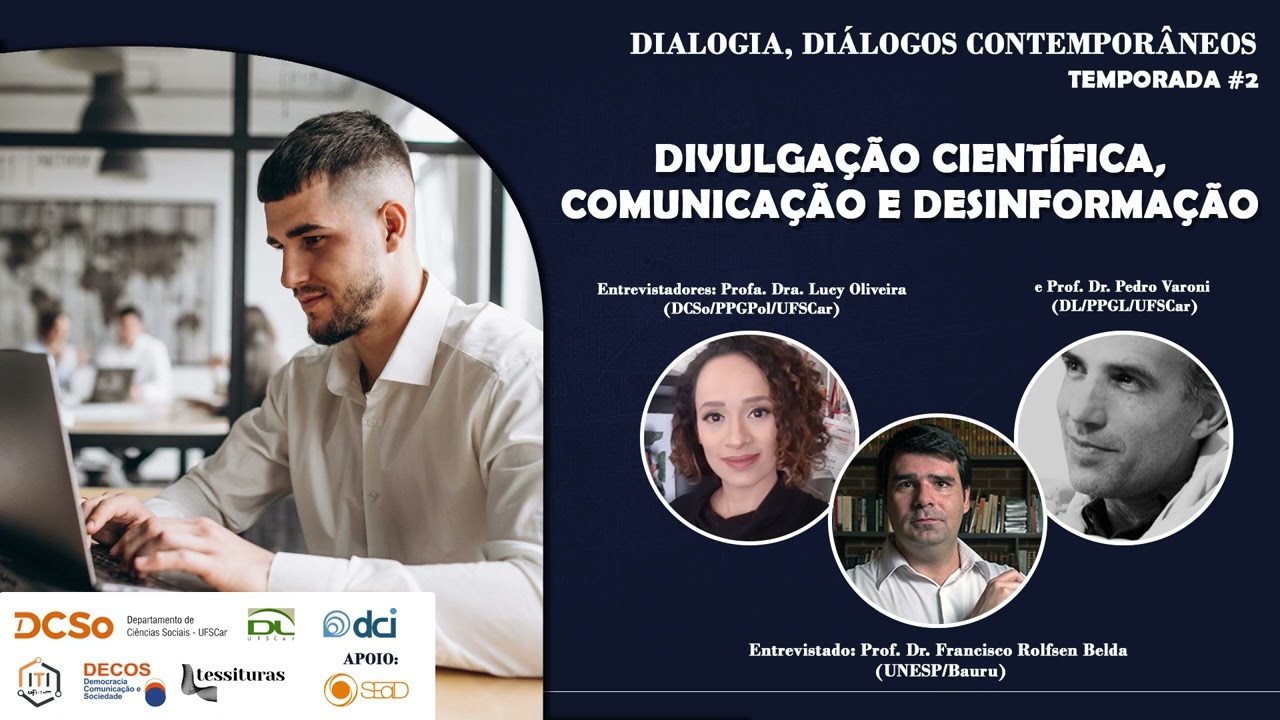 DIALOGIA, DIÁLOGOS CONTEMPORÂNEOS
TEMPORADA #2
DIVULGAÇÃO CIENTÍFICA,
COMUNICAÇÃO E DESINFORMAÇÃO
Entrevistadores: Profa. Dra. Lucy Oliveira
(DCSo/PPGPol/UFSCar)
e Prof. Dr. Pedro Varoni
(DL/PPGL/UFSCar)
Entrevistado: Prof. Dr. Francisco Rolfsen Belda
(UNESP/Bauru)
DCSo
Departamento de
Ciências Sociais - UFSCar
DL
UFSCar
dci
ITI
DECOS
Democracia
Comunicação e
Sociedade
tessituras
APOIO:
SEaD